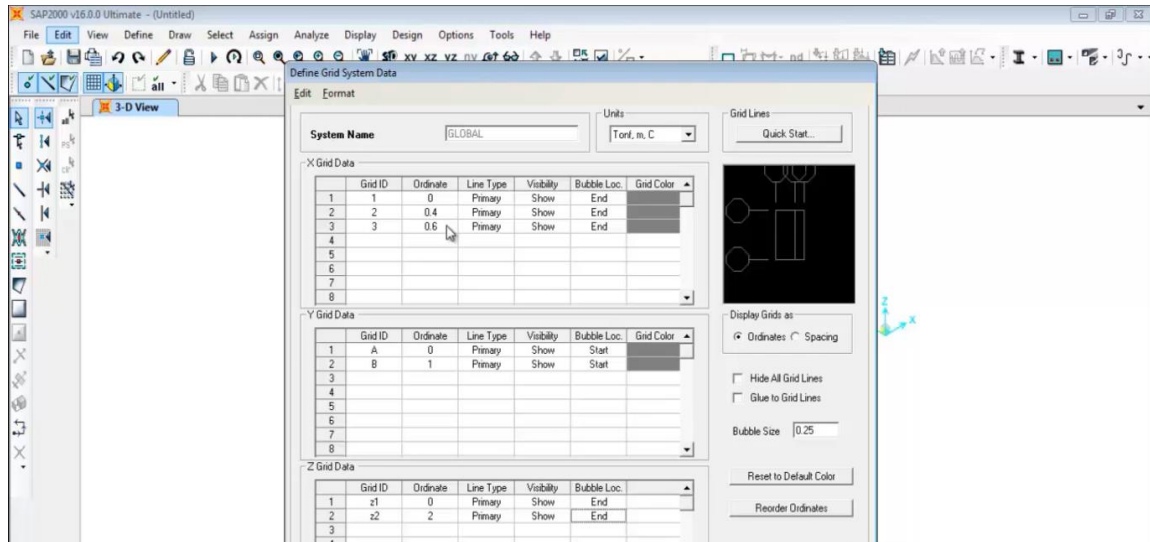 SAP2000 v16.0.0 Ultimate - (Untitled)
File Edit View Define Draw Select Assign Analyze Display Design Options Tools Help
xy xz yz nv
nd
all
3-D View
Define Grid System Data
Edit Format
System Name GLOBAL
Units
Tonf, m, C
Grid Lines
Quick Start...
X Grid Data
Grid ID Ordinate Line Type Visibility Bubble Loc. Grid Color
1 1 0 Primary Show End
2 2 0.4 Primary Show End
3 3 0.6 Primary Show End
4
5
6
7
8
Y Grid Data
Grid ID Ordinate Line Type Visibility Bubble Loc. Grid Color
1 A 0 Primary Show Start
2 B 1 Primary Show Start
3
4
5
6
7
8
Z Grid Data
Grid ID Ordinate Line Type Visibility Bubble Loc.
1 z1 0 Primary Show End
2 z2 2 Primary Show End
3
Display Grids as
Ordinates Spacing
Hide All Grid Lines
Glue to Grid Lines
Bubble Size 0.25
Reset to Default Color
Reorder Ordinates
Z
X